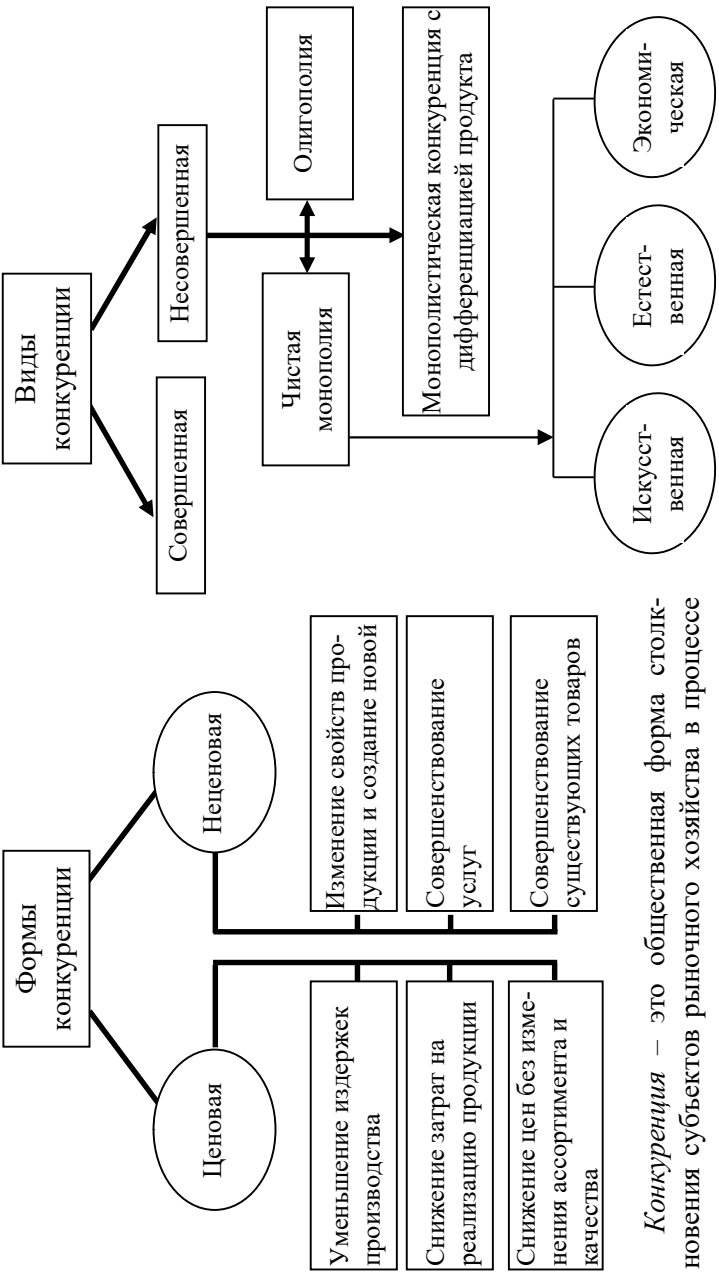 Формы
конкуренции
Ценовая
Неценовая
Уменьшение издержек
производства
Снижение затрат на
реализацию продукции
Снижение цен без изме-
нения ассортимента и
качества
Изменение свойств про-
дукции и создание новой
Совершенствование
услуг
Совершенствование
существующих товаров
Виды
конкуренции
Совершенная
Несовершенная
Чистая
монополия
Олигополия
Монополистическая конкуренция с
дифференциацией продукта
Искусст-
венная
Естест-
венная
Экономи-
ческая
Конкуренция – это общественная форма столк-
новения субъектов рыночного хозяйства в процессе